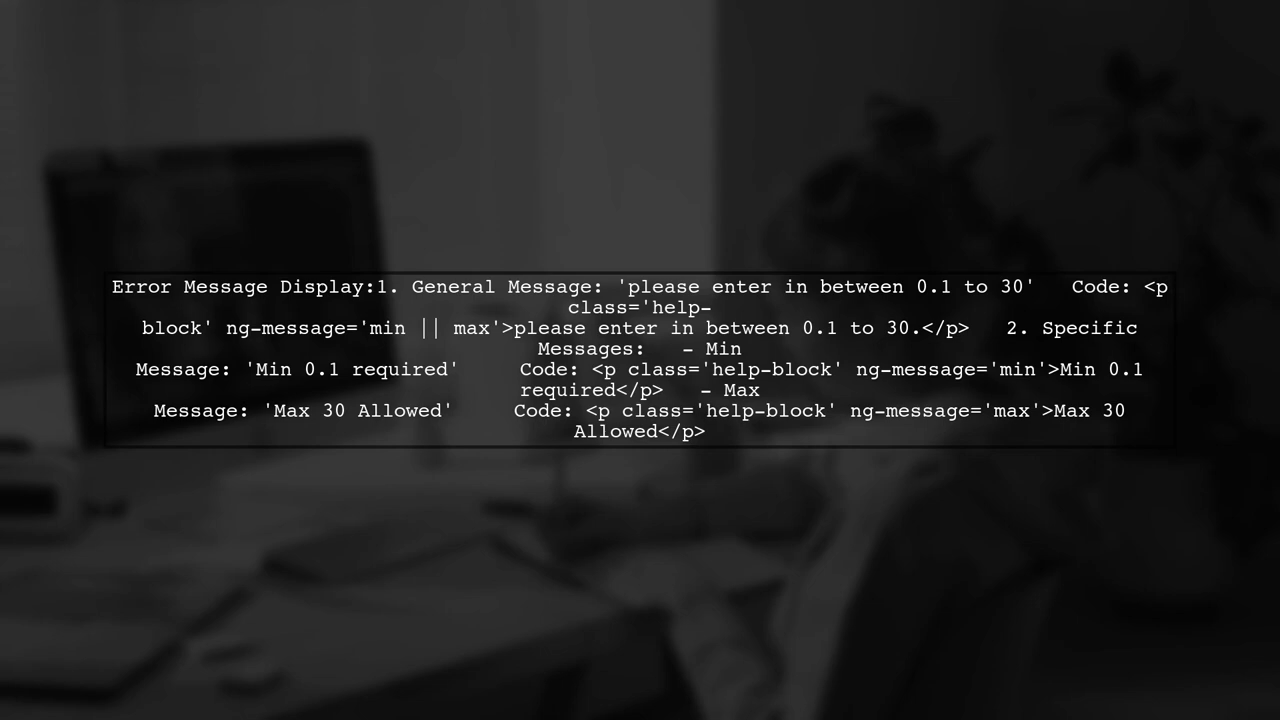 Error Message Display:1. General Message: 'please enter in between 0.1 to 30'   Code: <p
class='help-
block' ng-message='min || max'>please enter in between 0.1 to 30.</p>   2. Specific
Messages:   - Min
Message: 'Min 0.1 required'     Code: <p class='help-block' ng-message='min'>Min 0.1
required</p>   - Max
Message: 'Max 30 Allowed'     Code: <p class='help-block' ng-message='max'>Max 30
Allowed</p>